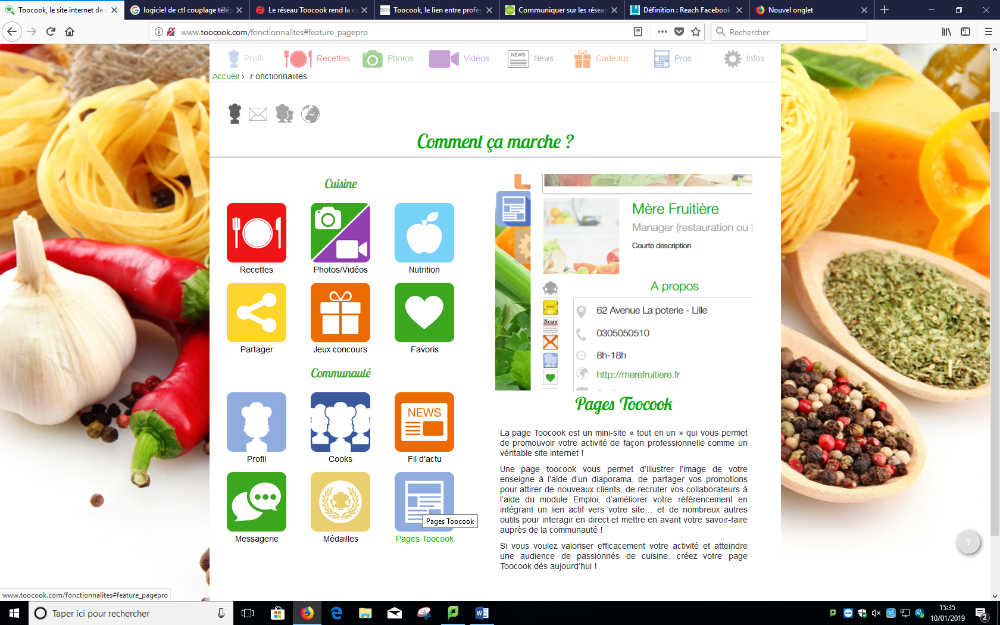 Toocook, le site internet de c
logiciel de ctl couplage télép
Le réseau Toocook rend la cu
Toocook, le lien entre profes
Communiquer sur les réseau
Définition : Reach Facebook
Nouvel onglet
www.toocook.com/fonctionnalites#feature_pagepro
Rechercher
Profil
Recettes
Photos
Vidéos
NEWS
News
Cadeaux
Pros
Infos
Accueil › Fonctionnalités
Comment ça marche ?
Cuisine
Recettes
Photos/Vidéos
Nutrition
Partager
Jeux concours
Favoris
Communauté
NEWS
Profil
Cooks
Fil d'actu
Pages Toocook
Messagerie
Médailles
Pages Toocook
Mère Fruitière
Manager (restauration ou
Courte description
A propos
62 Avenue La poterie - Lille
News
0305050510
8h-18h
http://merefruitiere.fr
Pages Toocook
La page Toocook est un mini-site « tout en un » qui vous permet
de promouvoir votre activité de façon professionnelle comme un
véritable site internet !
Une page toocook vous permet d'illustrer l'image de votre
enseigne à l'aide d'un diaporama, de partager vos promotions
pour attirer de nouveaux clients, de recruter vos collaborateurs à
l'aide du module Emploi, d'améliorer votre référencement en
intégrant un lien actif vers votre site... et de nombreux autres
outils pour interagir en direct et mettre en avant votre savoir-faire
auprès de la communauté !
Si vous voulez valoriser efficacement votre activité et atteindre
une audience de passionnés de cuisine, créez votre page
Toocook dès aujourd'hui !
?
www.toocook.com/fonctionnalites#feature_pagepro
Taper ici pour rechercher
15:35
10/01/2019
2